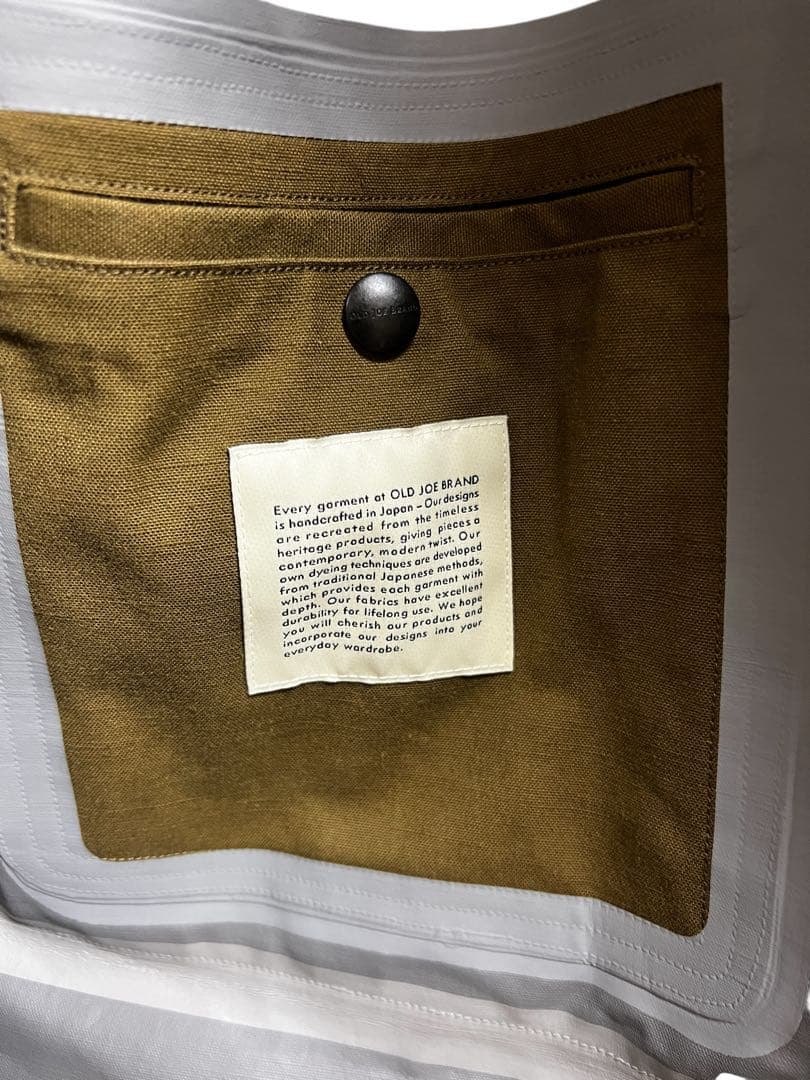 OLD JOE BRAND
Every garment at OLD JOE BRAND
is handcrafted in Japan – Our designs
are recreated from the timeless
heritage products, giving pieces a
contemporary, modern twist. Our
own dyeing techniques are developed
from traditional Japanese methods,
which provides each garment with
depth. Our fabrics have excellent
durability for lifelong use. We hope
you will cherish our products and
incorporate our designs into your
everyday wardrobe.